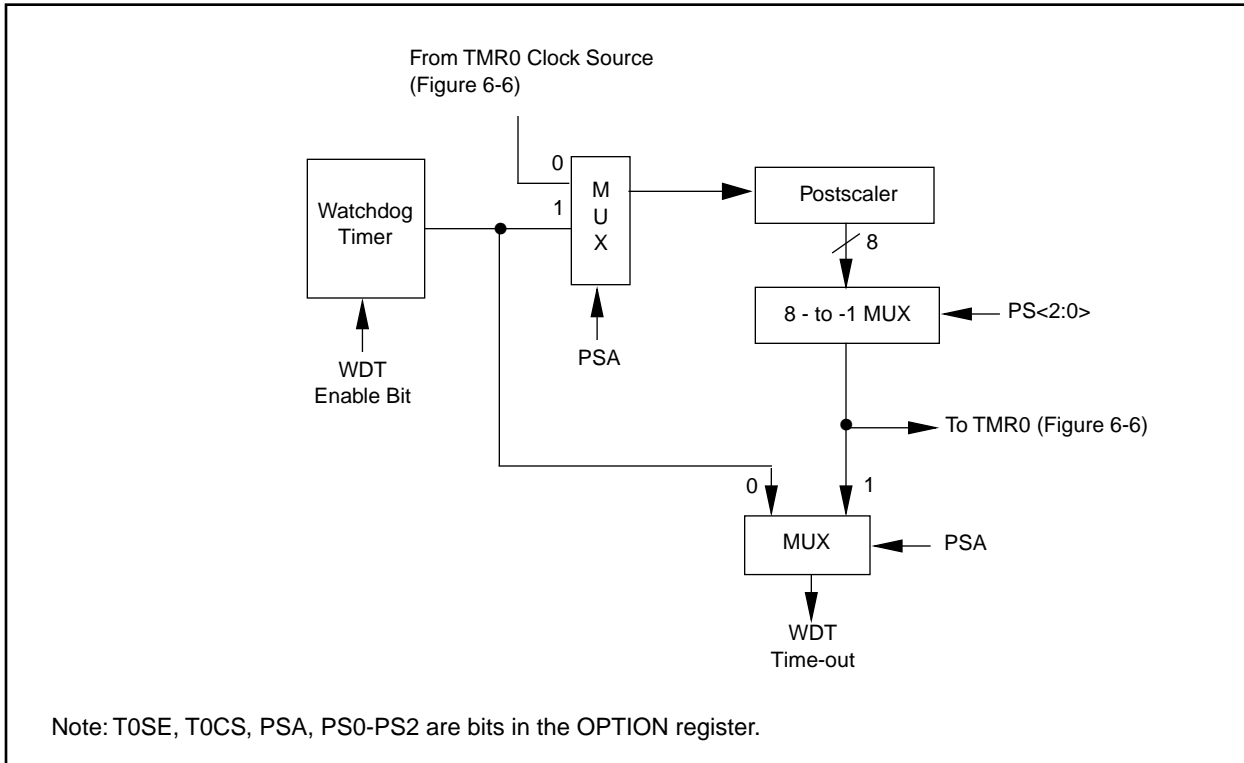 From TMR0 Clock Source
(Figure 6-6)
0
M
U
X
Postscaler
Watchdog
Timer
1
8
8 - to -1 MUX
PS<2:0>
PSA
WDT
Enable Bit
To TMR0 (Figure 6-6)
0
1
MUX
PSA
WDT
Time-out
Note: T0SE, T0CS, PSA, PS0-PS2 are bits in the OPTION register.